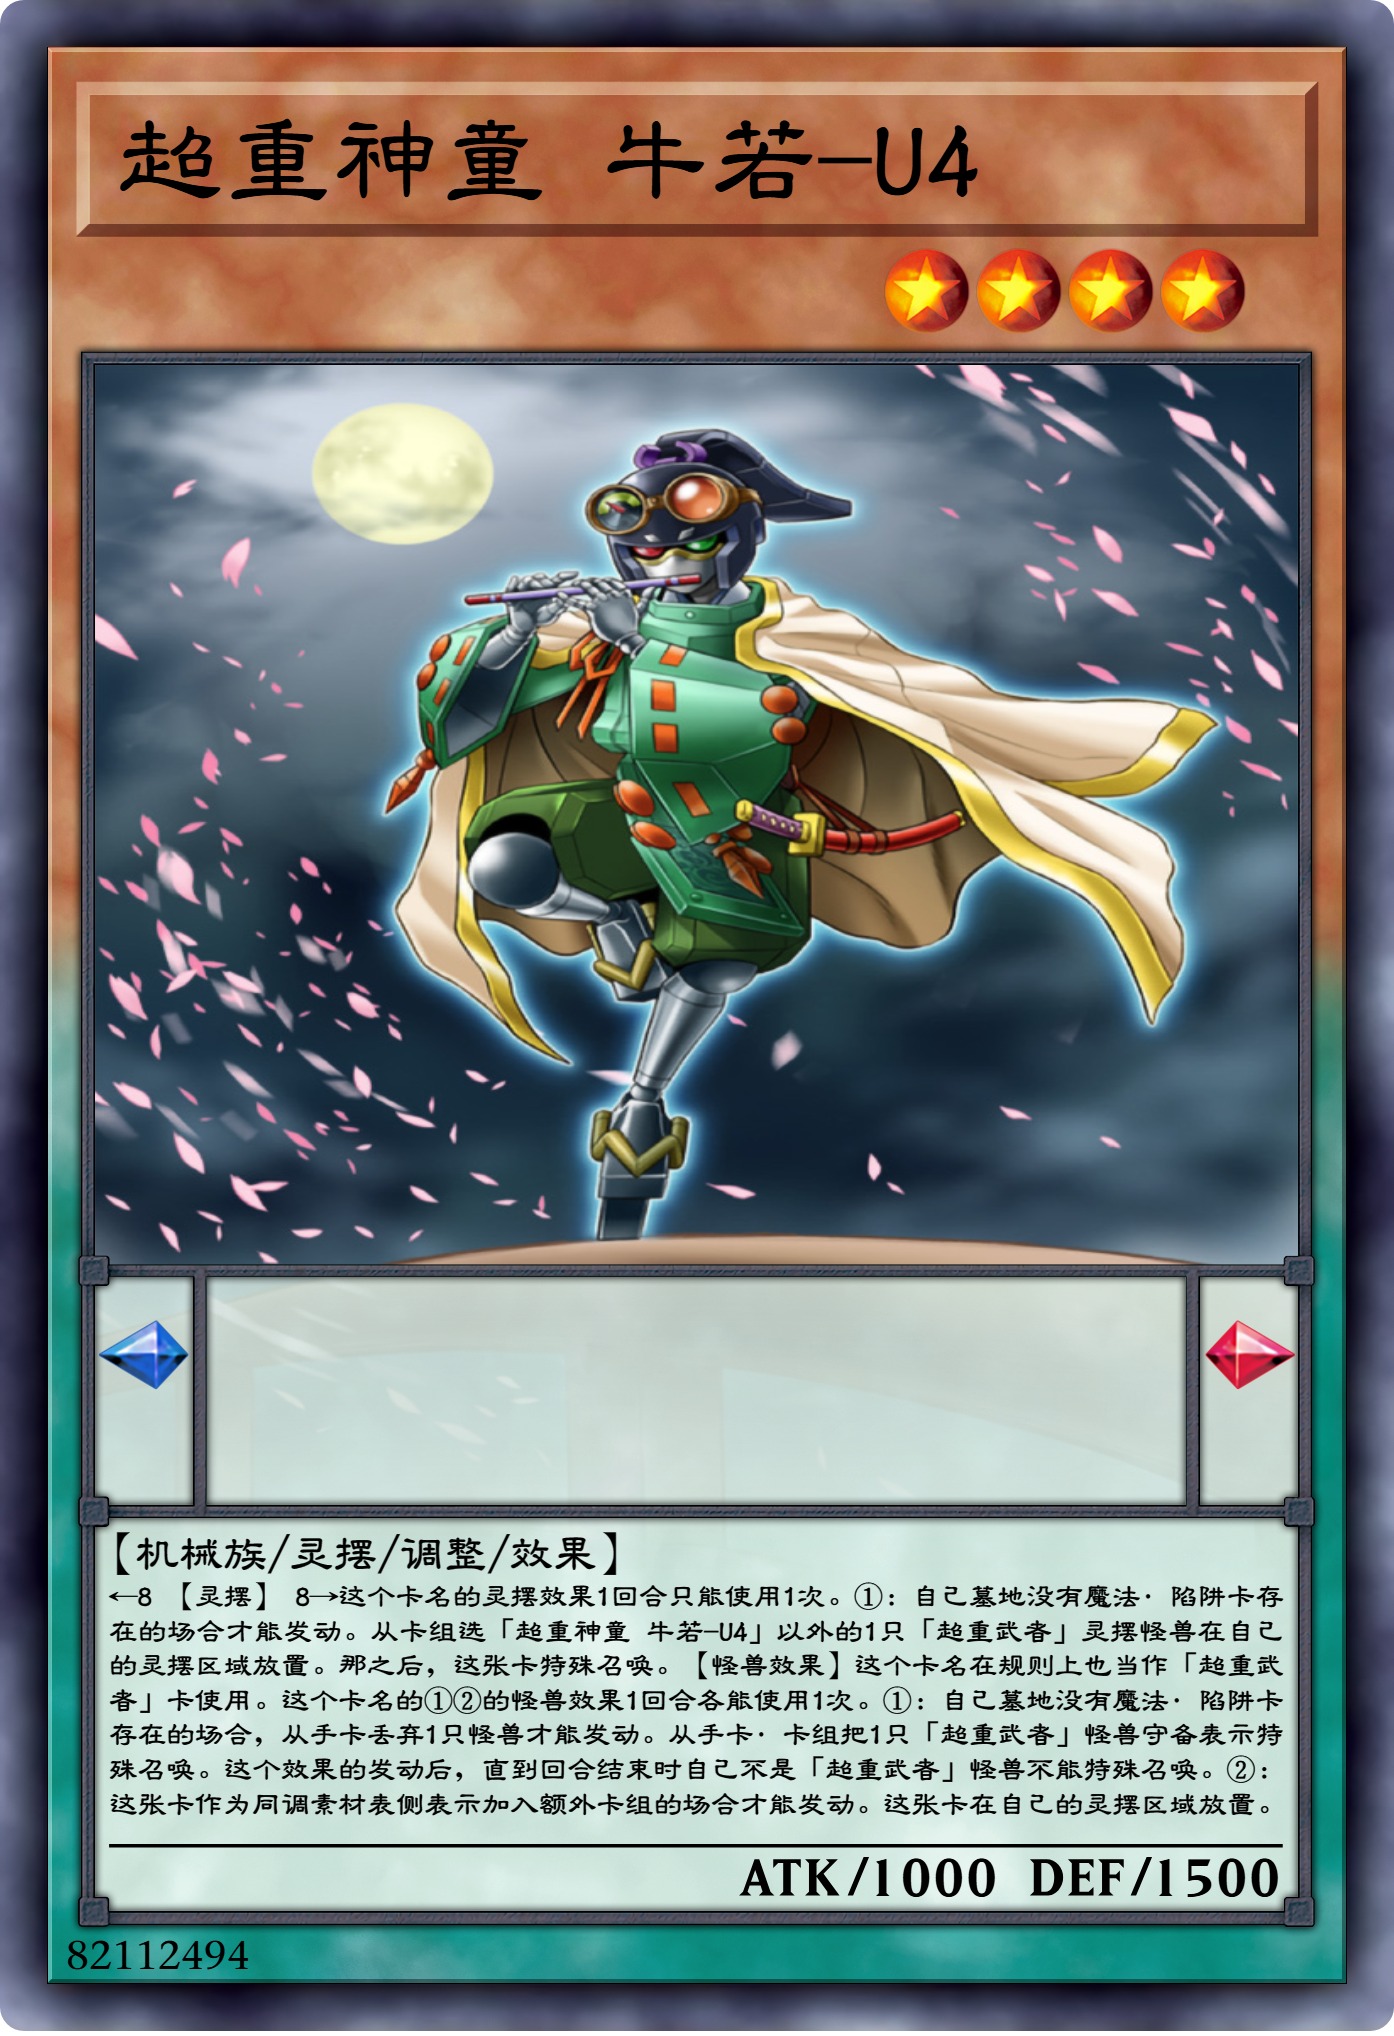 超重神童 牛若-U4
【机械族/灵摆/调整/效果】
←8 【灵摆】 8→这个卡名的灵摆效果1回合只能使用1次。①：自己墓地没有魔法·陷阱卡存
在的场合才能发动。从卡组选「超重神童 牛若-U4」以外的1只「超重武者」灵摆怪兽在自己
的灵摆区域放置。那之后，这张卡特殊召唤。【怪兽效果】这个卡名在规则上也当作「超重武
者」卡使用。这个卡名的①②的怪兽效果1回合各能使用1次。①：自己墓地没有魔法·陷阱卡
存在的场合，从手卡丢弃1只怪兽才能发动。从手卡·卡组把1只「超重武者」怪兽守备表示特
殊召唤。这个效果的发动后，直到回合结束时自己不是「超重武者」怪兽不能特殊召唤。②：
这张卡作为同调素材表侧表示加入额外卡组的场合才能发动。这张卡在自己的灵摆区域放置。
ATK/1000 DEF/1500
82112494